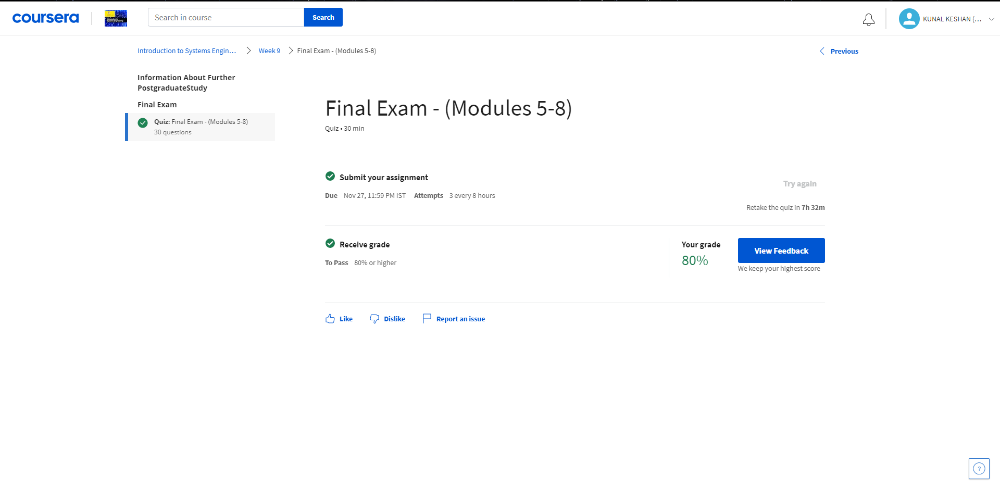 coursera
Search in course
Search
KUNAL KESHAN (...
Introduction to Systems Engin...
Week 9
Final Exam - (Modules 5-8)
Previous
Information About Further
PostgraduateStudy
Final Exam
Quiz: Final Exam - (Modules 5-8)
30 questions
Final Exam - (Modules 5-8)
Quiz • 30 min
Submit your assignment
Due Nov 27, 11:59 PM IST Attempts 3 every 8 hours
Try again
Retake the quiz in 7h 32m
Receive grade
To Pass 80% or higher
Your grade
80%
View Feedback
We keep your highest score
Like
Dislike
Report an issue
?